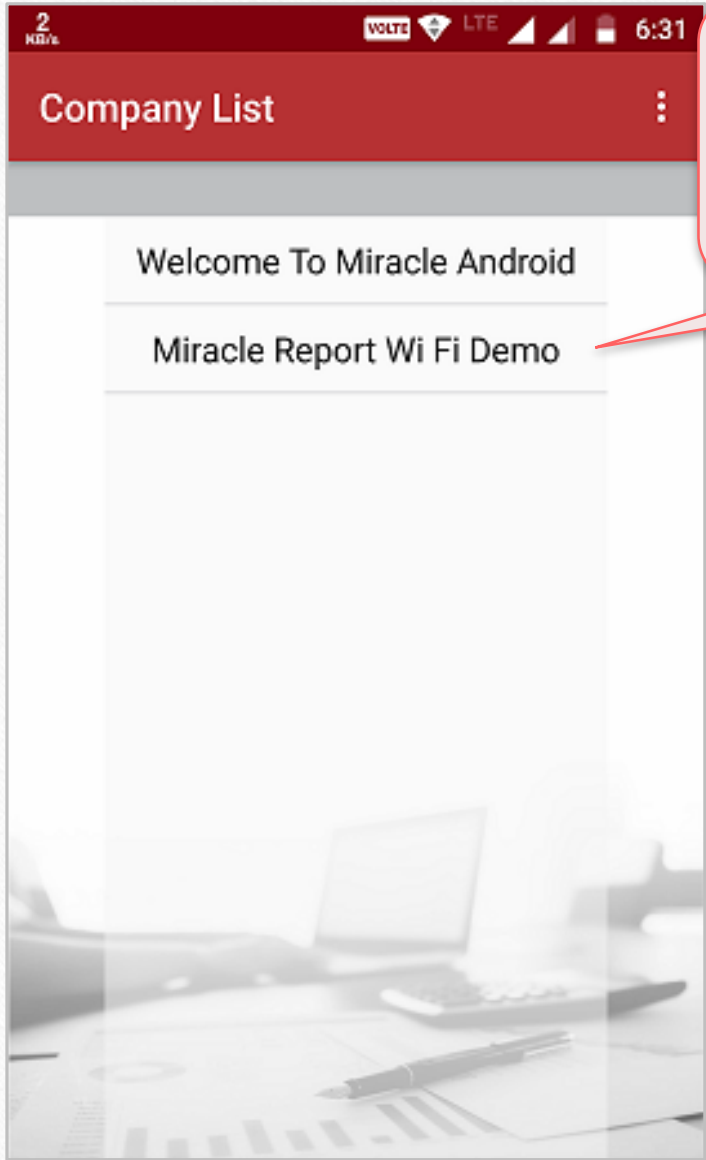 2
KB/s
VOLTE LTE 6:31
Company List
Welcome To Miracle Android
Miracle Report Wi Fi Demo